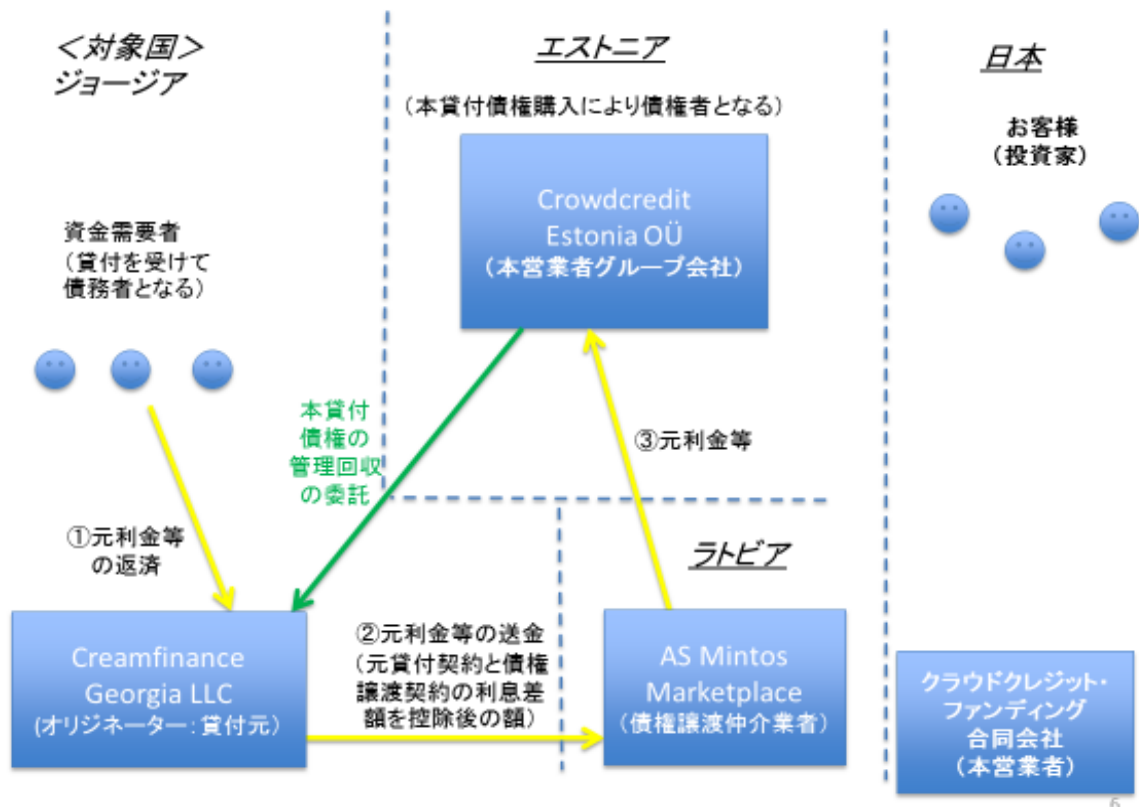 ＜対象国＞
ジョージア
資金需要者
（貸付を受けて
債務者となる）
①元利金等
の返済
Creamfinance
Georgia LLC
(オリジネーター：貸付元)
エストニア
（本貸付債権購入により債権者となる）
Crowdcredit
Estonia OÜ
（本営業者グループ会社）
本貸付
債権の
管理回収
の委託
③元利金等
②元利金等の送金
（元貸付契約と債権
譲渡契約の利息差
額を控除後の額）
ラトビア
AS Mintos
Marketplace
（債権譲渡仲介業者）
日本
お客様
（投資家）
クラウドクレジット・
ファンディング
合同会社
（本営業者）
6